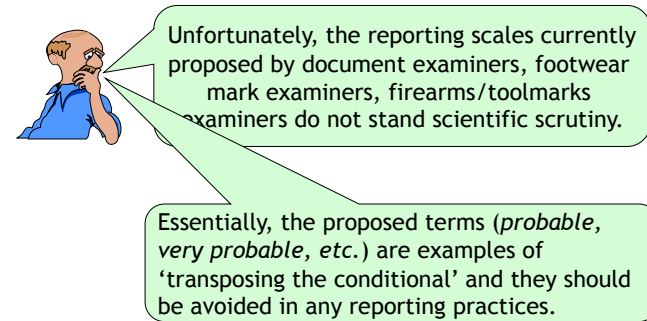 Unfortunately, the reporting scales currently
proposed by document examiners, footwear
mark examiners, firearms/toolmarks
examiners do not stand scientific scrutiny.
Essentially, the proposed terms (probable,
very probable, etc.) are examples of
‘transposing the conditional’ and they should
be avoided in any reporting practices.